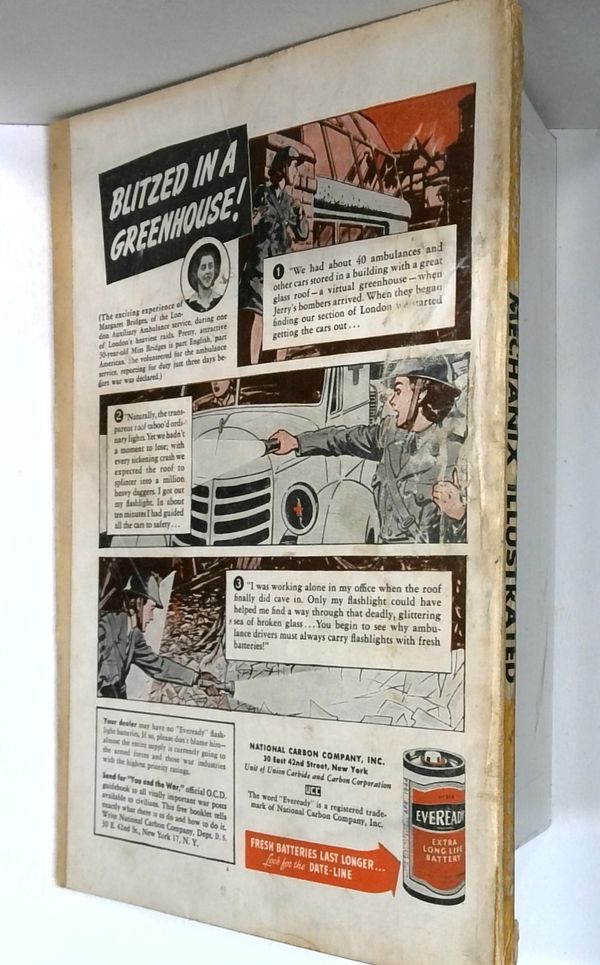 BLITZED IN A
GREENHOUSE!
(The exciting experience of
Margaret Bridges, of the Lon-
don Auxiliary Ambulance service, during one
of London's heaviest raids. Pretty, attractive
30-year-old Miss Bridges is part English, part
American. She volunteered for the ambulance
service, reporting for duty just three days be-
fore war was declared.)
1 "We had about 40 ambulances and
other cars stored in a building with a great
glass roof—a virtual greenhouse—when
Jerry's bombers arrived. When they began
finding our section of London we started
getting the cars out...
2 "Naturally, the trans-
parent roof taboo'd ordi-
nary lights. Yet we hadn't
a moment to lose; with
every sickening crash we
expected the roof to
splinter into a million
heavy daggers. I got out
my flashlight. In about
ten minutes I had guided
all the cars to safety...
3 "I was working alone in my office when the roof
finally did cave in. Only my flashlight could have
helped me find a way through that deadly, glittering
sea of broken glass...You begin to see why ambu-
lance drivers must always carry flashlights with fresh
batteries!"
Your dealer may have no "Eveready" flash-
light batteries. If so, please don't blame him—
almost the entire supply is currently going to
the armed forces and those war industries
with the highest priority ratings.
Send for "You and the War," official O.C.D.
guidebook to all vitally important war posts
available to civilians. This free booklet tells
exactly what there is to do and how to do it.
Write National Carbon Company, Dept. D. 5,
30 E. 42nd St., New York 17, N. Y.
NATIONAL CARBON COMPANY, INC.
30 East 42nd Street, New York
Unit of Union Carbide and Carbon Corporation
UCC
The word "Eveready" is a registered trade-
mark of National Carbon Company, Inc.
FRESH BATTERIES LAST LONGER...
Look for the DATE-LINE
EVEREADY
EXTRA
LONG LIFE
BATTERY
MECHANIX ILLUSTRATED